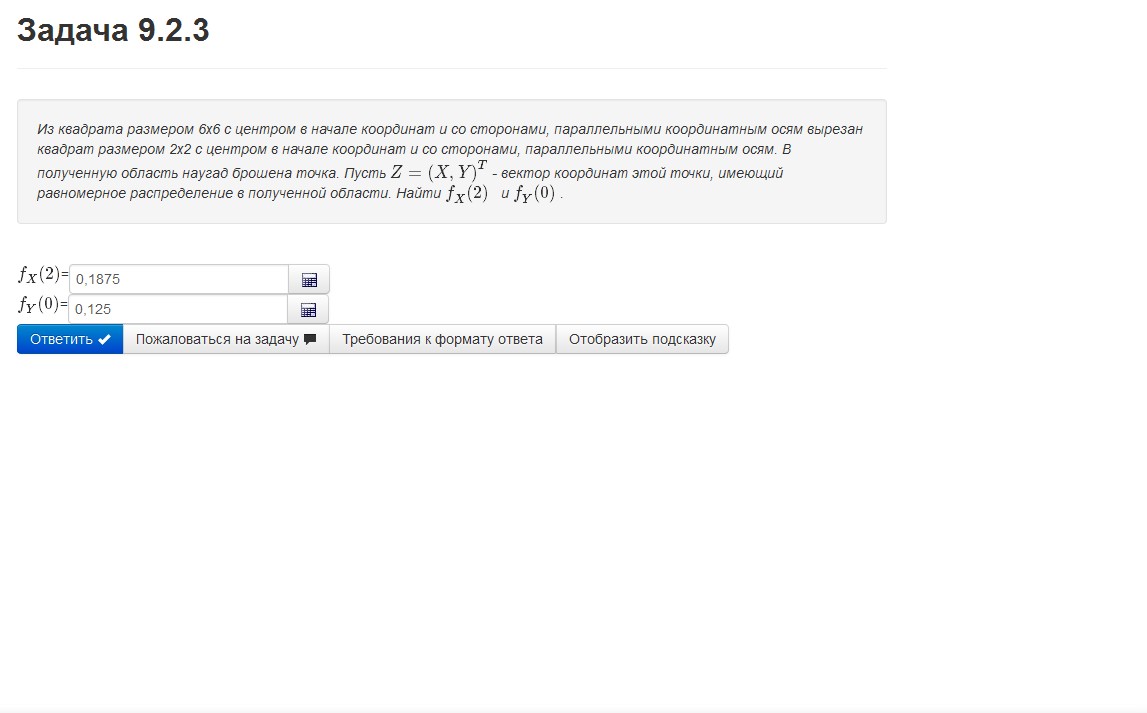 Задача 9.2.3
Из квадрата размером 6x6 с центром в начале координат и со сторонами, параллельными координатным осям вырезан
квадрат размером 2x2 с центром в начале координат и со сторонами, параллельными координатным осям. В
полученную область наугад брошена точка. Пусть Z = (X, Y)^T - вектор координат этой точки, имеющий
равномерное распределение в полученной области. Найти f_X(2) и f_Y(0) .
f_X(2)= 0,1875
f_Y(0)= 0,125
Ответить Пожаловаться на задачу Требования к формату ответа Отобразить подсказку